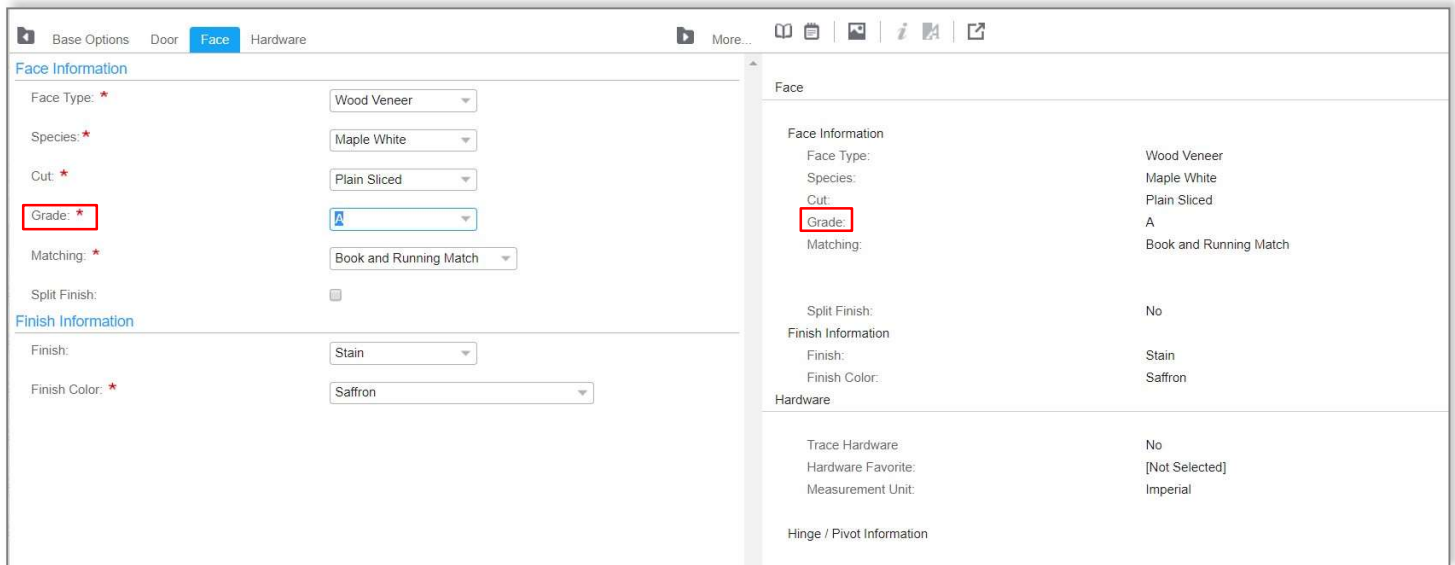 Base Options Door Face Hardware More...
Face Information
Face Type: * Wood Veneer
Species: * Maple White
Cut: * Plain Sliced
Grade: * A
Matching: * Book and Running Match
Split Finish:
Finish Information
Finish: Stain
Finish Color: * Saffron
i A
Face
Face Information
Face Type: Wood Veneer
Species: Maple White
Cut: Plain Sliced
Grade: A
Matching: Book and Running Match
Split Finish: No
Finish Information
Finish: Stain
Finish Color: Saffron
Hardware
Trace Hardware No
Hardware Favorite: [Not Selected]
Measurement Unit: Imperial
Hinge / Pivot Information